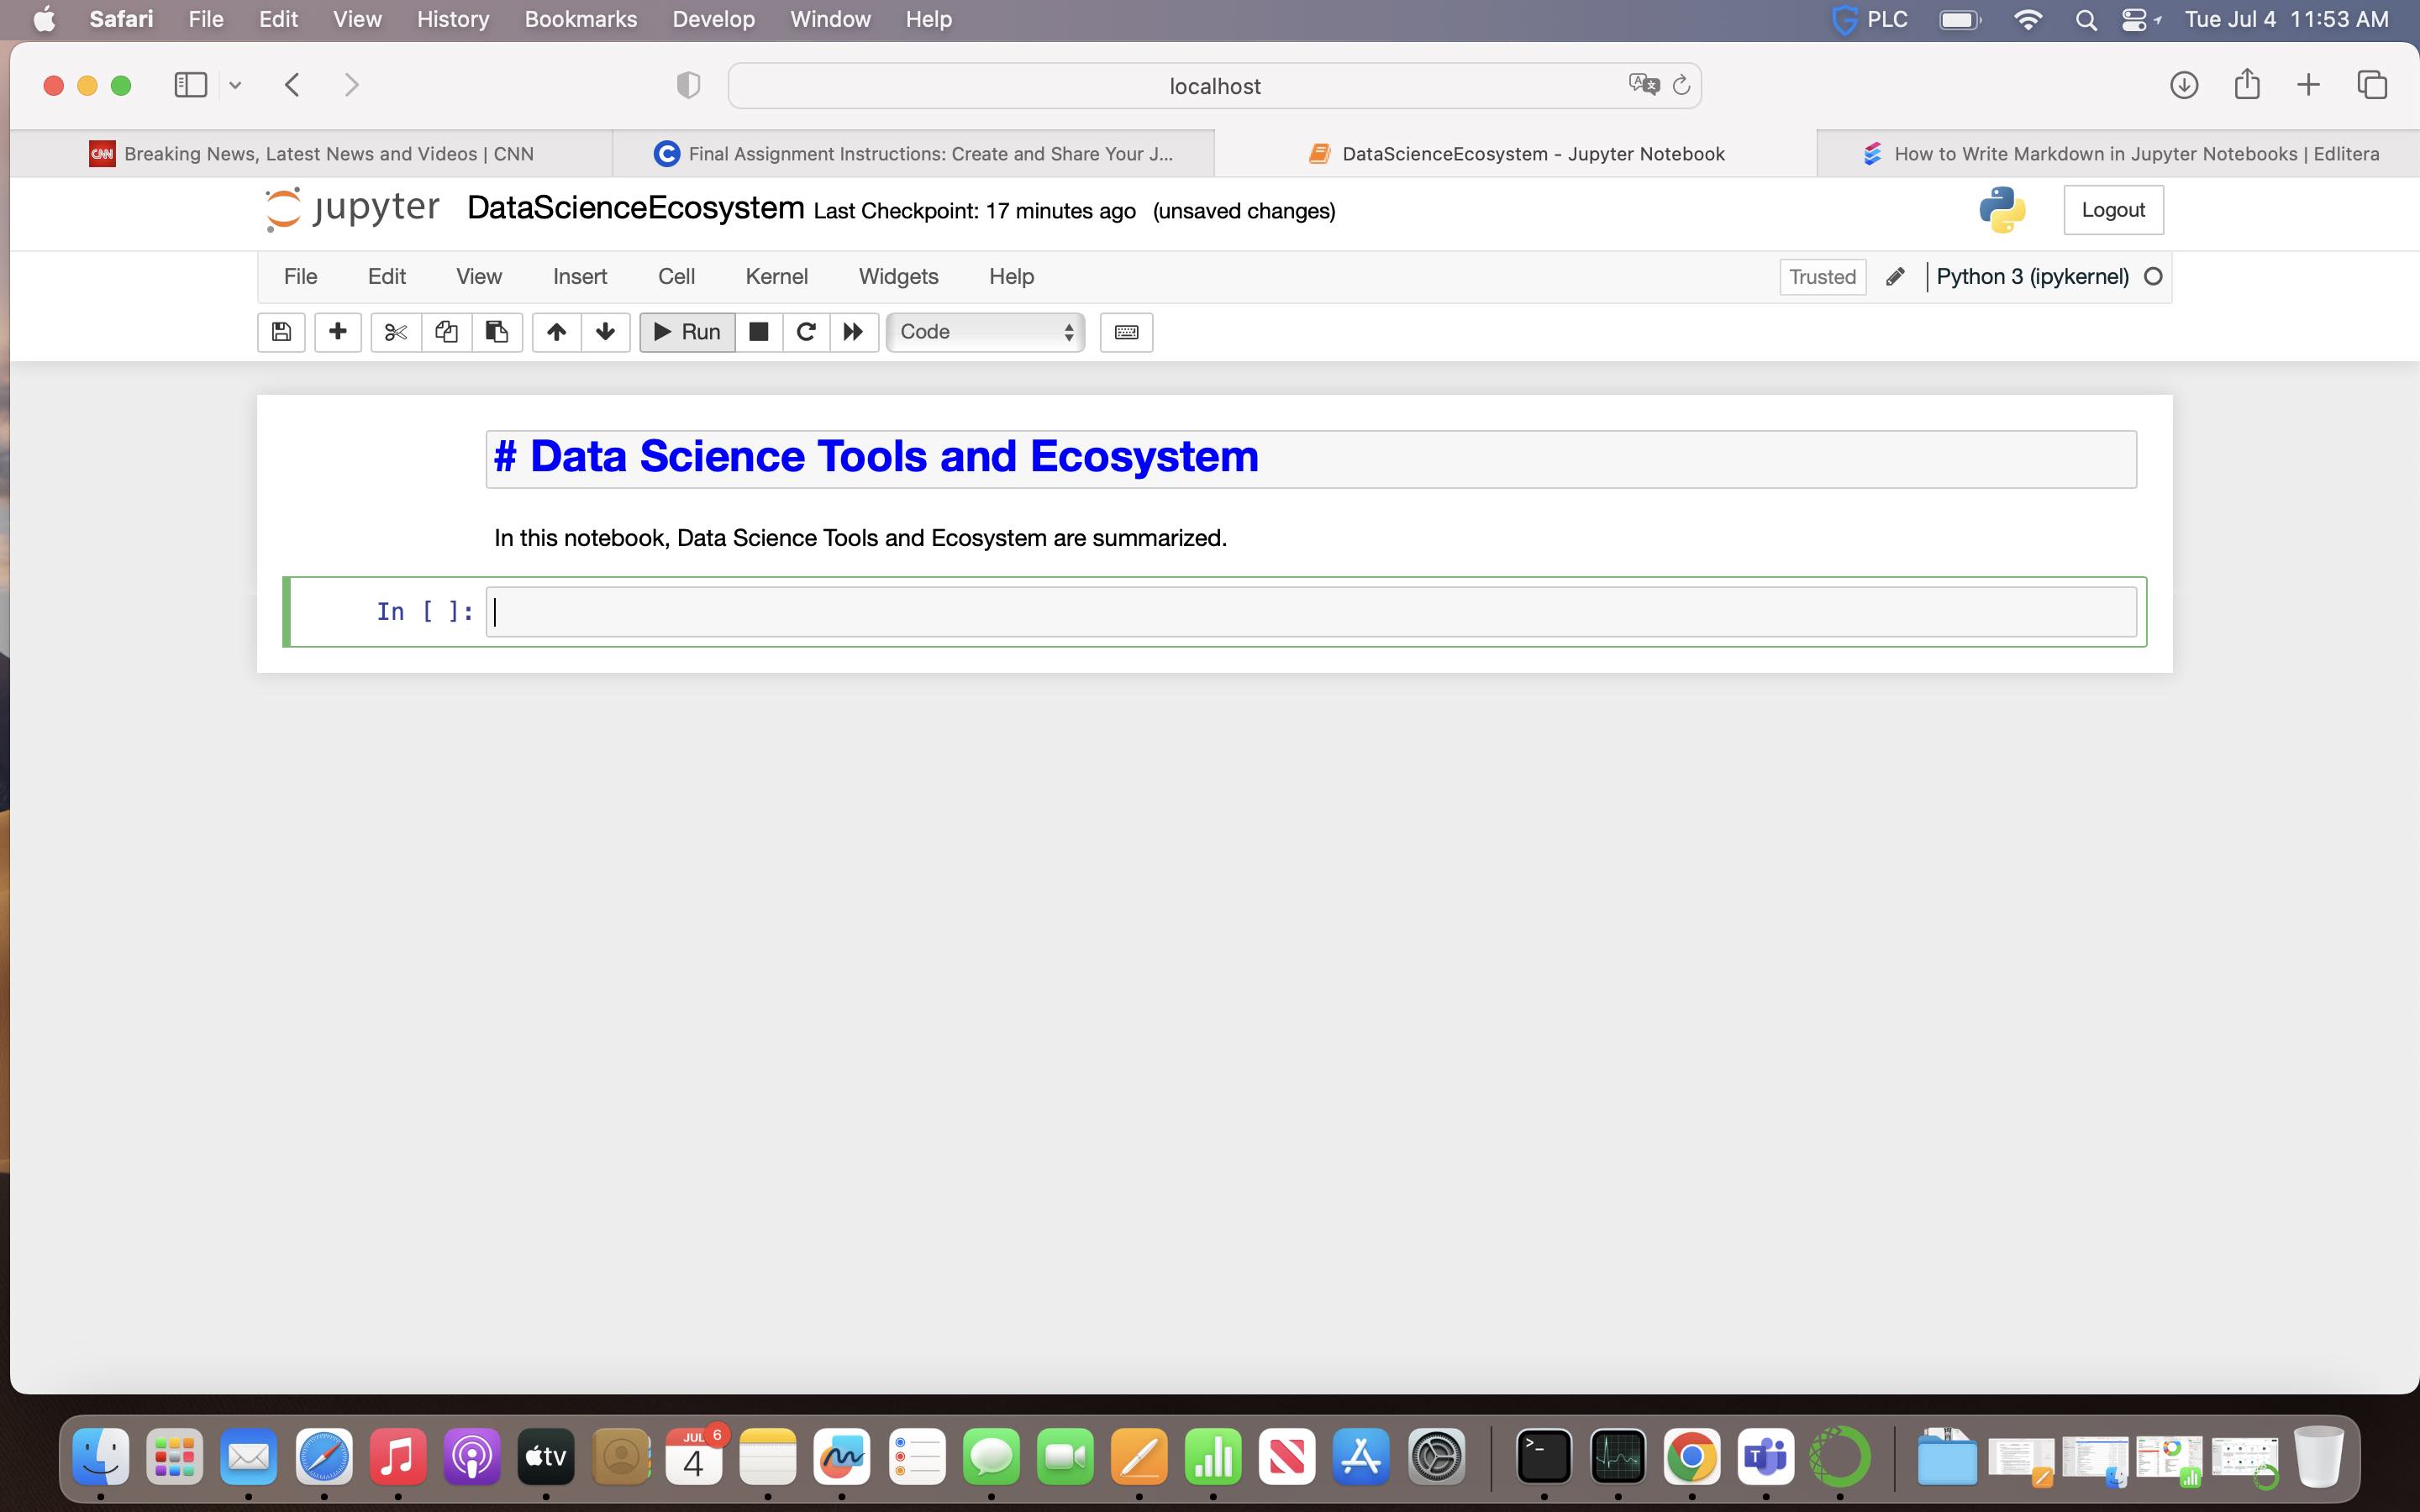 Safari File Edit View History Bookmarks Develop Window Help PLC Tue Jul 4 11:53 AM
localhost
CNN Breaking News, Latest News and Videos | CNN
Final Assignment Instructions: Create and Share Your J...
DataScienceEcosystem - Jupyter Notebook
How to Write Markdown in Jupyter Notebooks | Edlitera
jupyter DataScienceEcosystem Last Checkpoint: 17 minutes ago (unsaved changes) Logout
File Edit View Insert Cell Kernel Widgets Help Trusted Python 3 (ipykernel)
Run Code
# Data Science Tools and Ecosystem
In this notebook, Data Science Tools and Ecosystem are summarized.
In [ ]:
tv
JUL 6
4